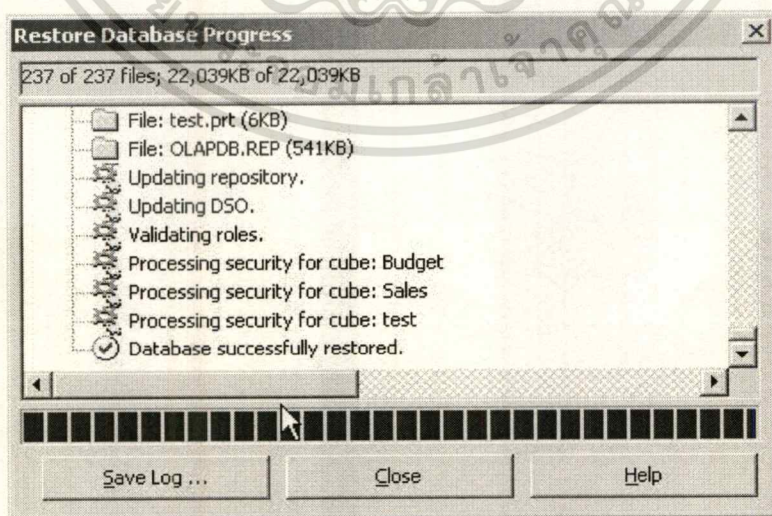 Restore Database Progress
237 of 237 files; 22,039KB of 22,039KB
File: test.prt (6KB)
File: OLAPDB.REP (541KB)
Updating repository.
Updating DSO.
Validating roles.
Processing security for cube: Budget
Processing security for cube: Sales
Processing security for cube: test
Database successfully restored.
Save Log ...
Close
Help